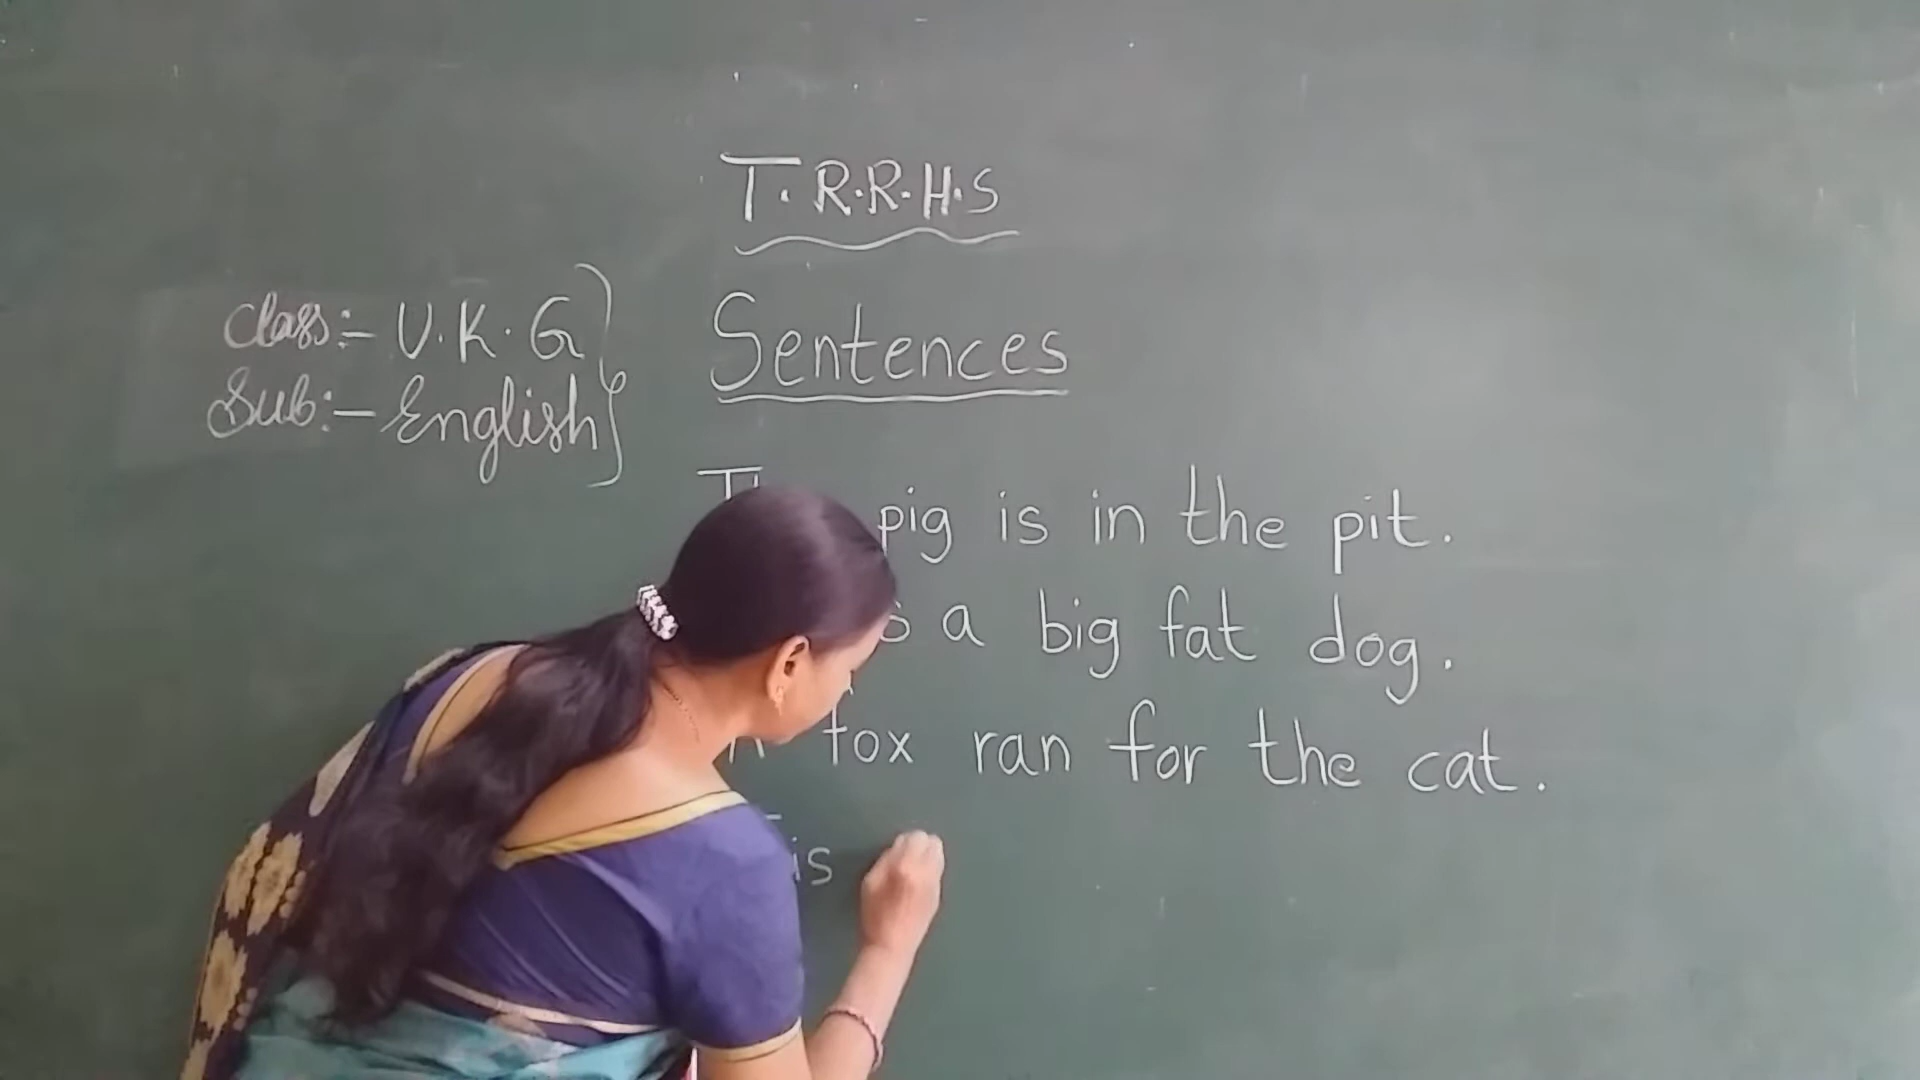 T.R.R.H.S
Class:- U.K.G
Sub:- English
Sentences
pig is in the pit.
a big fat dog.
fox ran for the cat.
is